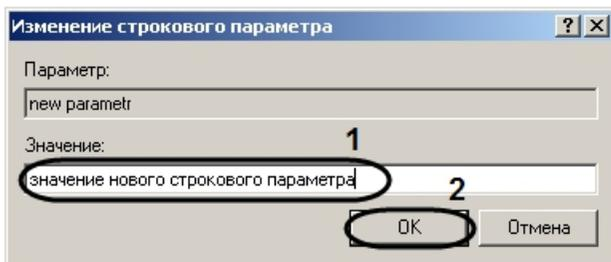 Изменение строкового параметра
Параметр:
new parametr
1
Значение:
значение нового строкового параметра
2
OK
Отмена